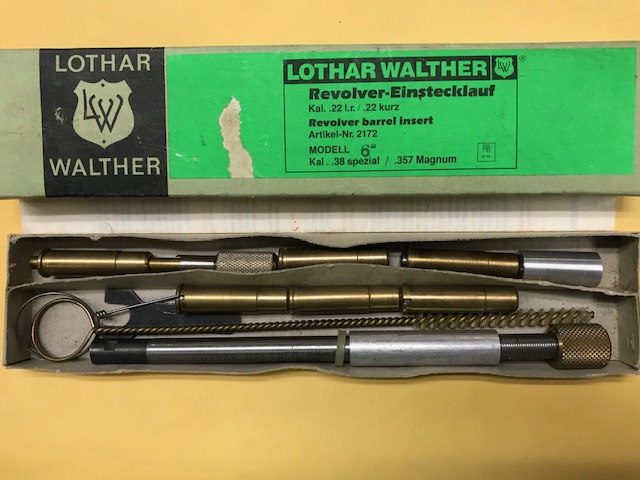 LOTHAR
LW
WALTHER
LOTHAR WALTHER LW ®
Revolver-Einstecklauf
Kal. .22 l.r. / .22 kurz
Revolver barrel insert
Artikel-Nr. 2172
MODELL 6"
Kal . .38 spezial / .357 Magnum